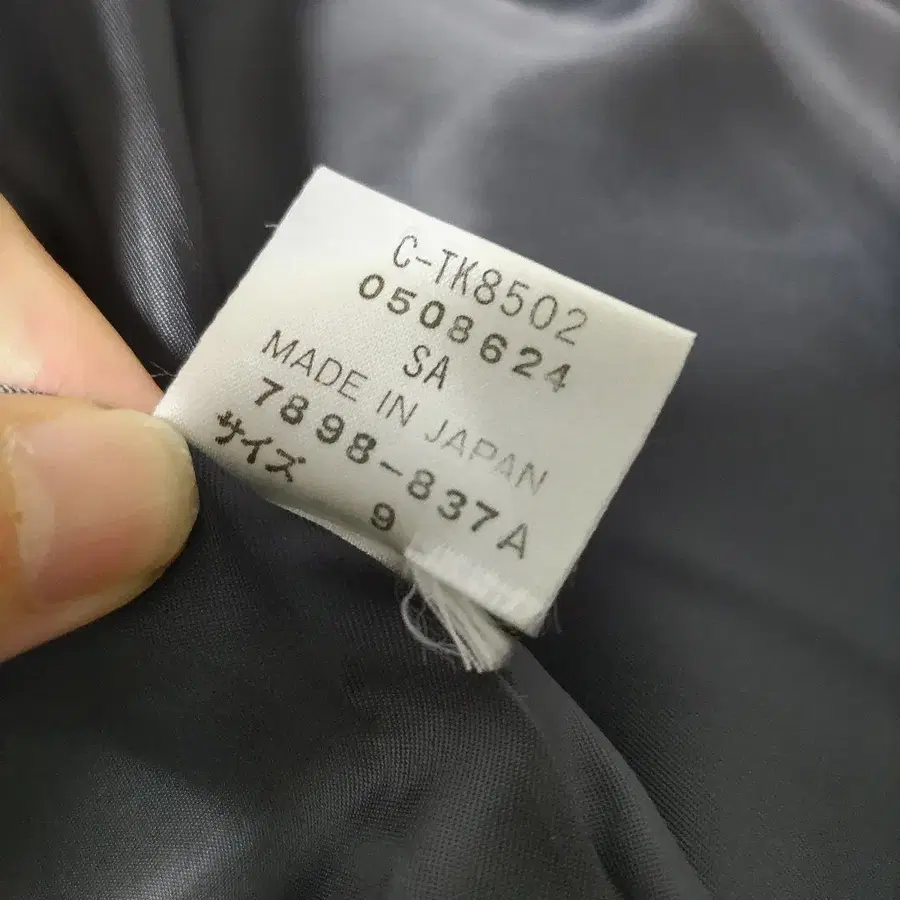 C-TK8502
0508624
SA
MADE IN JAPAN
7898-837A
サイズ 9